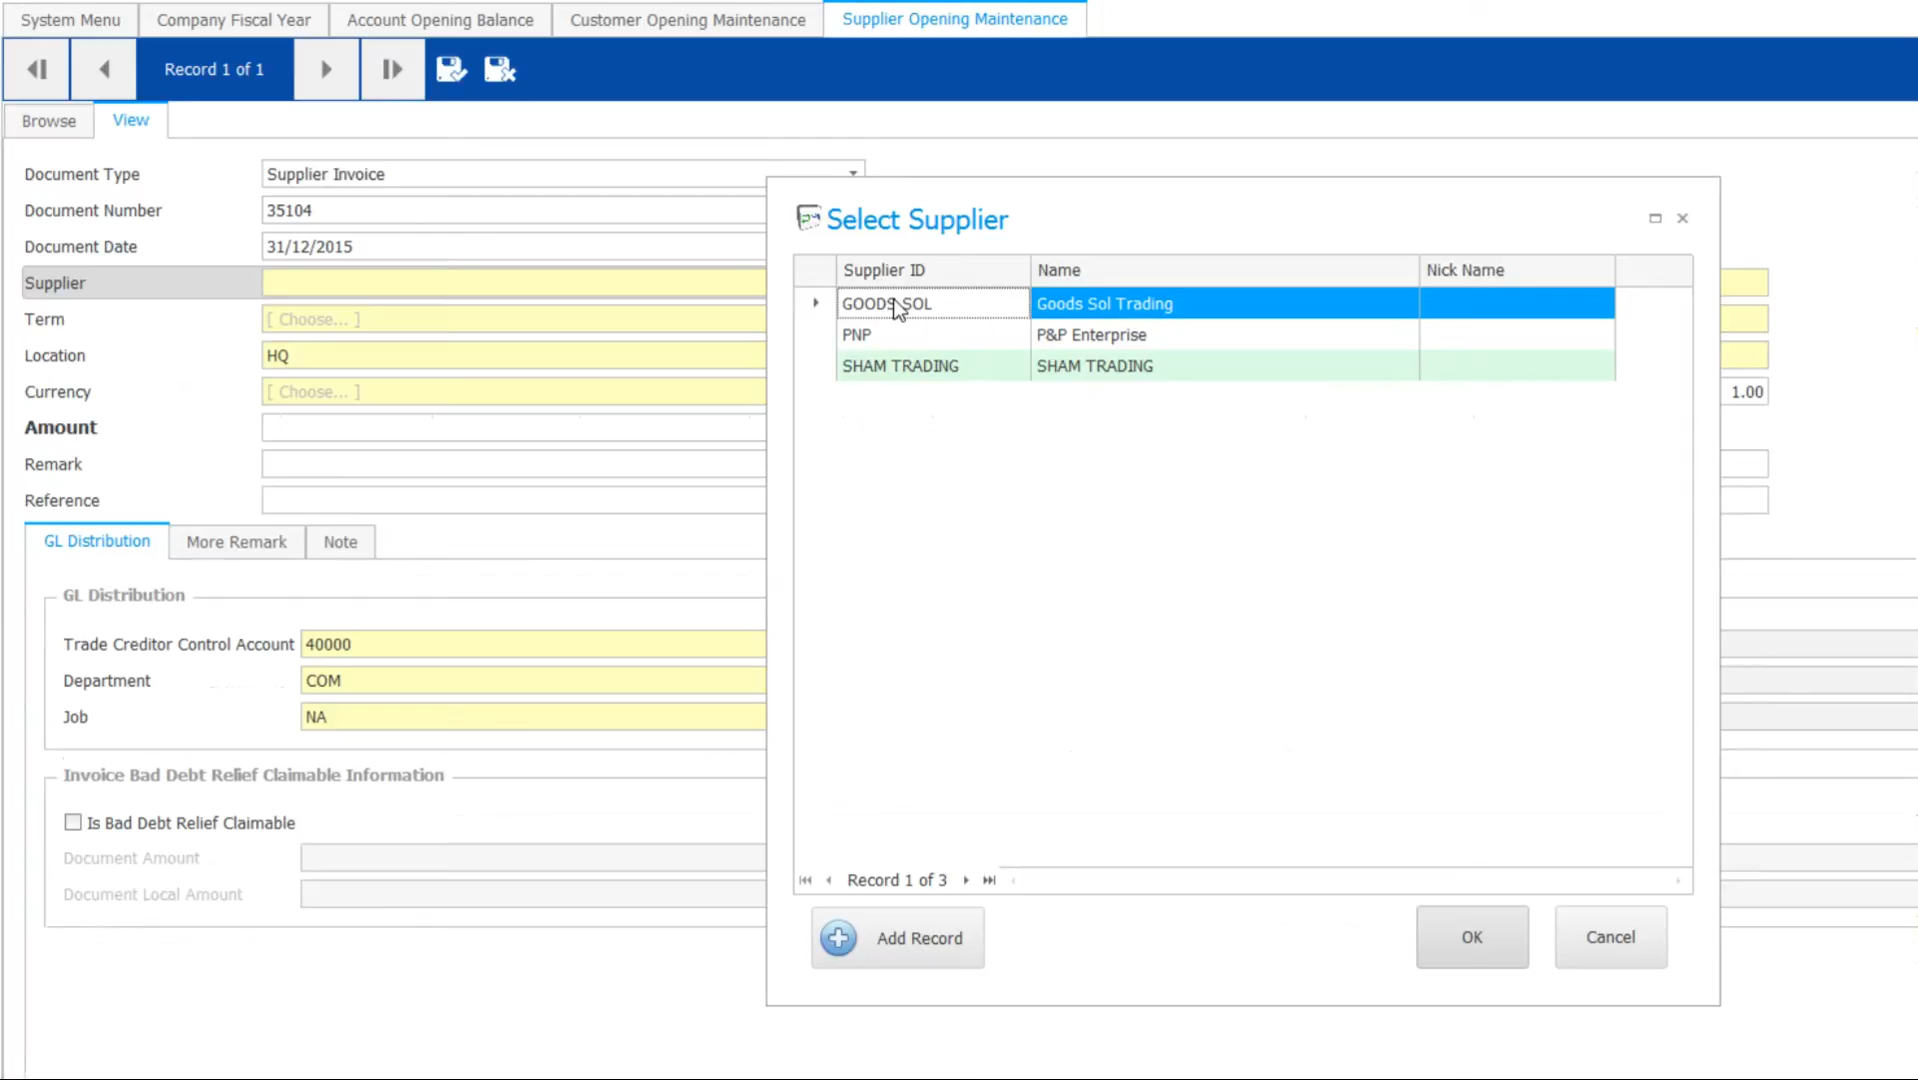 System Menu Company Fiscal Year Account Opening Balance Customer Opening Maintenance Supplier Opening Maintenance
Record 1 of 1
Browse View
Document Type Supplier Invoice
Document Number 35104
Document Date 31/12/2015
Supplier
Term [ Choose... ]
Location HQ
Currency [ Choose... ] 1.00
Amount
Remark
Reference
GL Distribution More Remark Note
GL Distribution
Trade Creditor Control Account 40000
Department COM
Job NA
Invoice Bad Debt Relief Claimable Information
Is Bad Debt Relief Claimable
Document Amount
Document Local Amount
Select Supplier
Supplier ID Name Nick Name
GOODS SOL Goods Sol Trading
PNP P&P Enterprise
SHAM TRADING SHAM TRADING
Record 1 of 3
Add Record OK Cancel